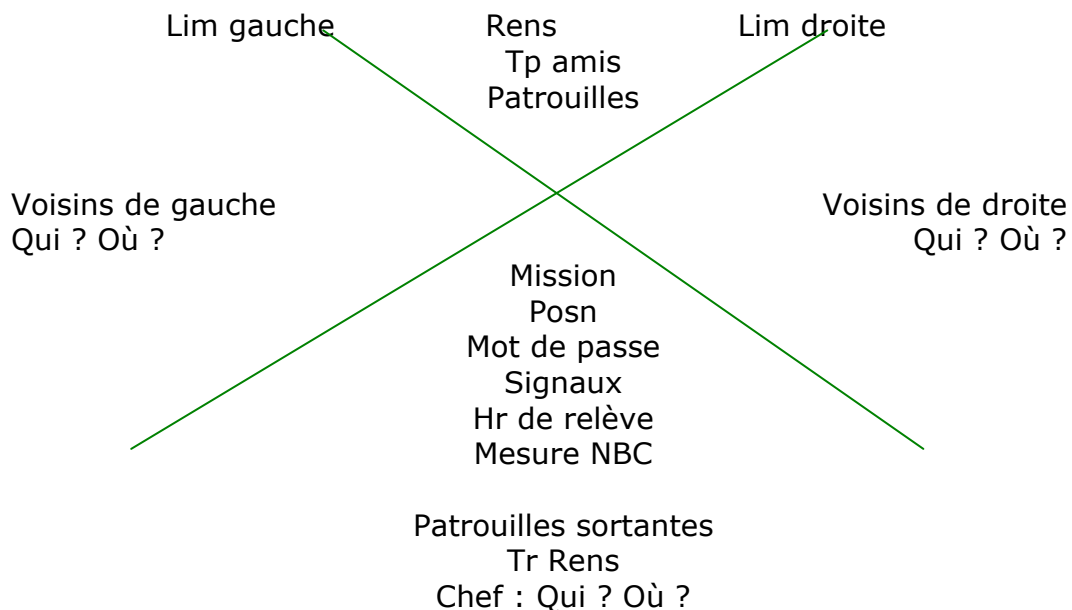 Lim gauche
Rens
Lim droite
Tp amis
Patrouilles
Voisins de gauche
Qui ? Où ?
Voisins de droite
Qui ? Où ?
Mission
Posn
Mot de passe
Signaux
Hr de relève
Mesure NBC
Patrouilles sortantes
Tr Rens
Chef : Qui ? Où ?